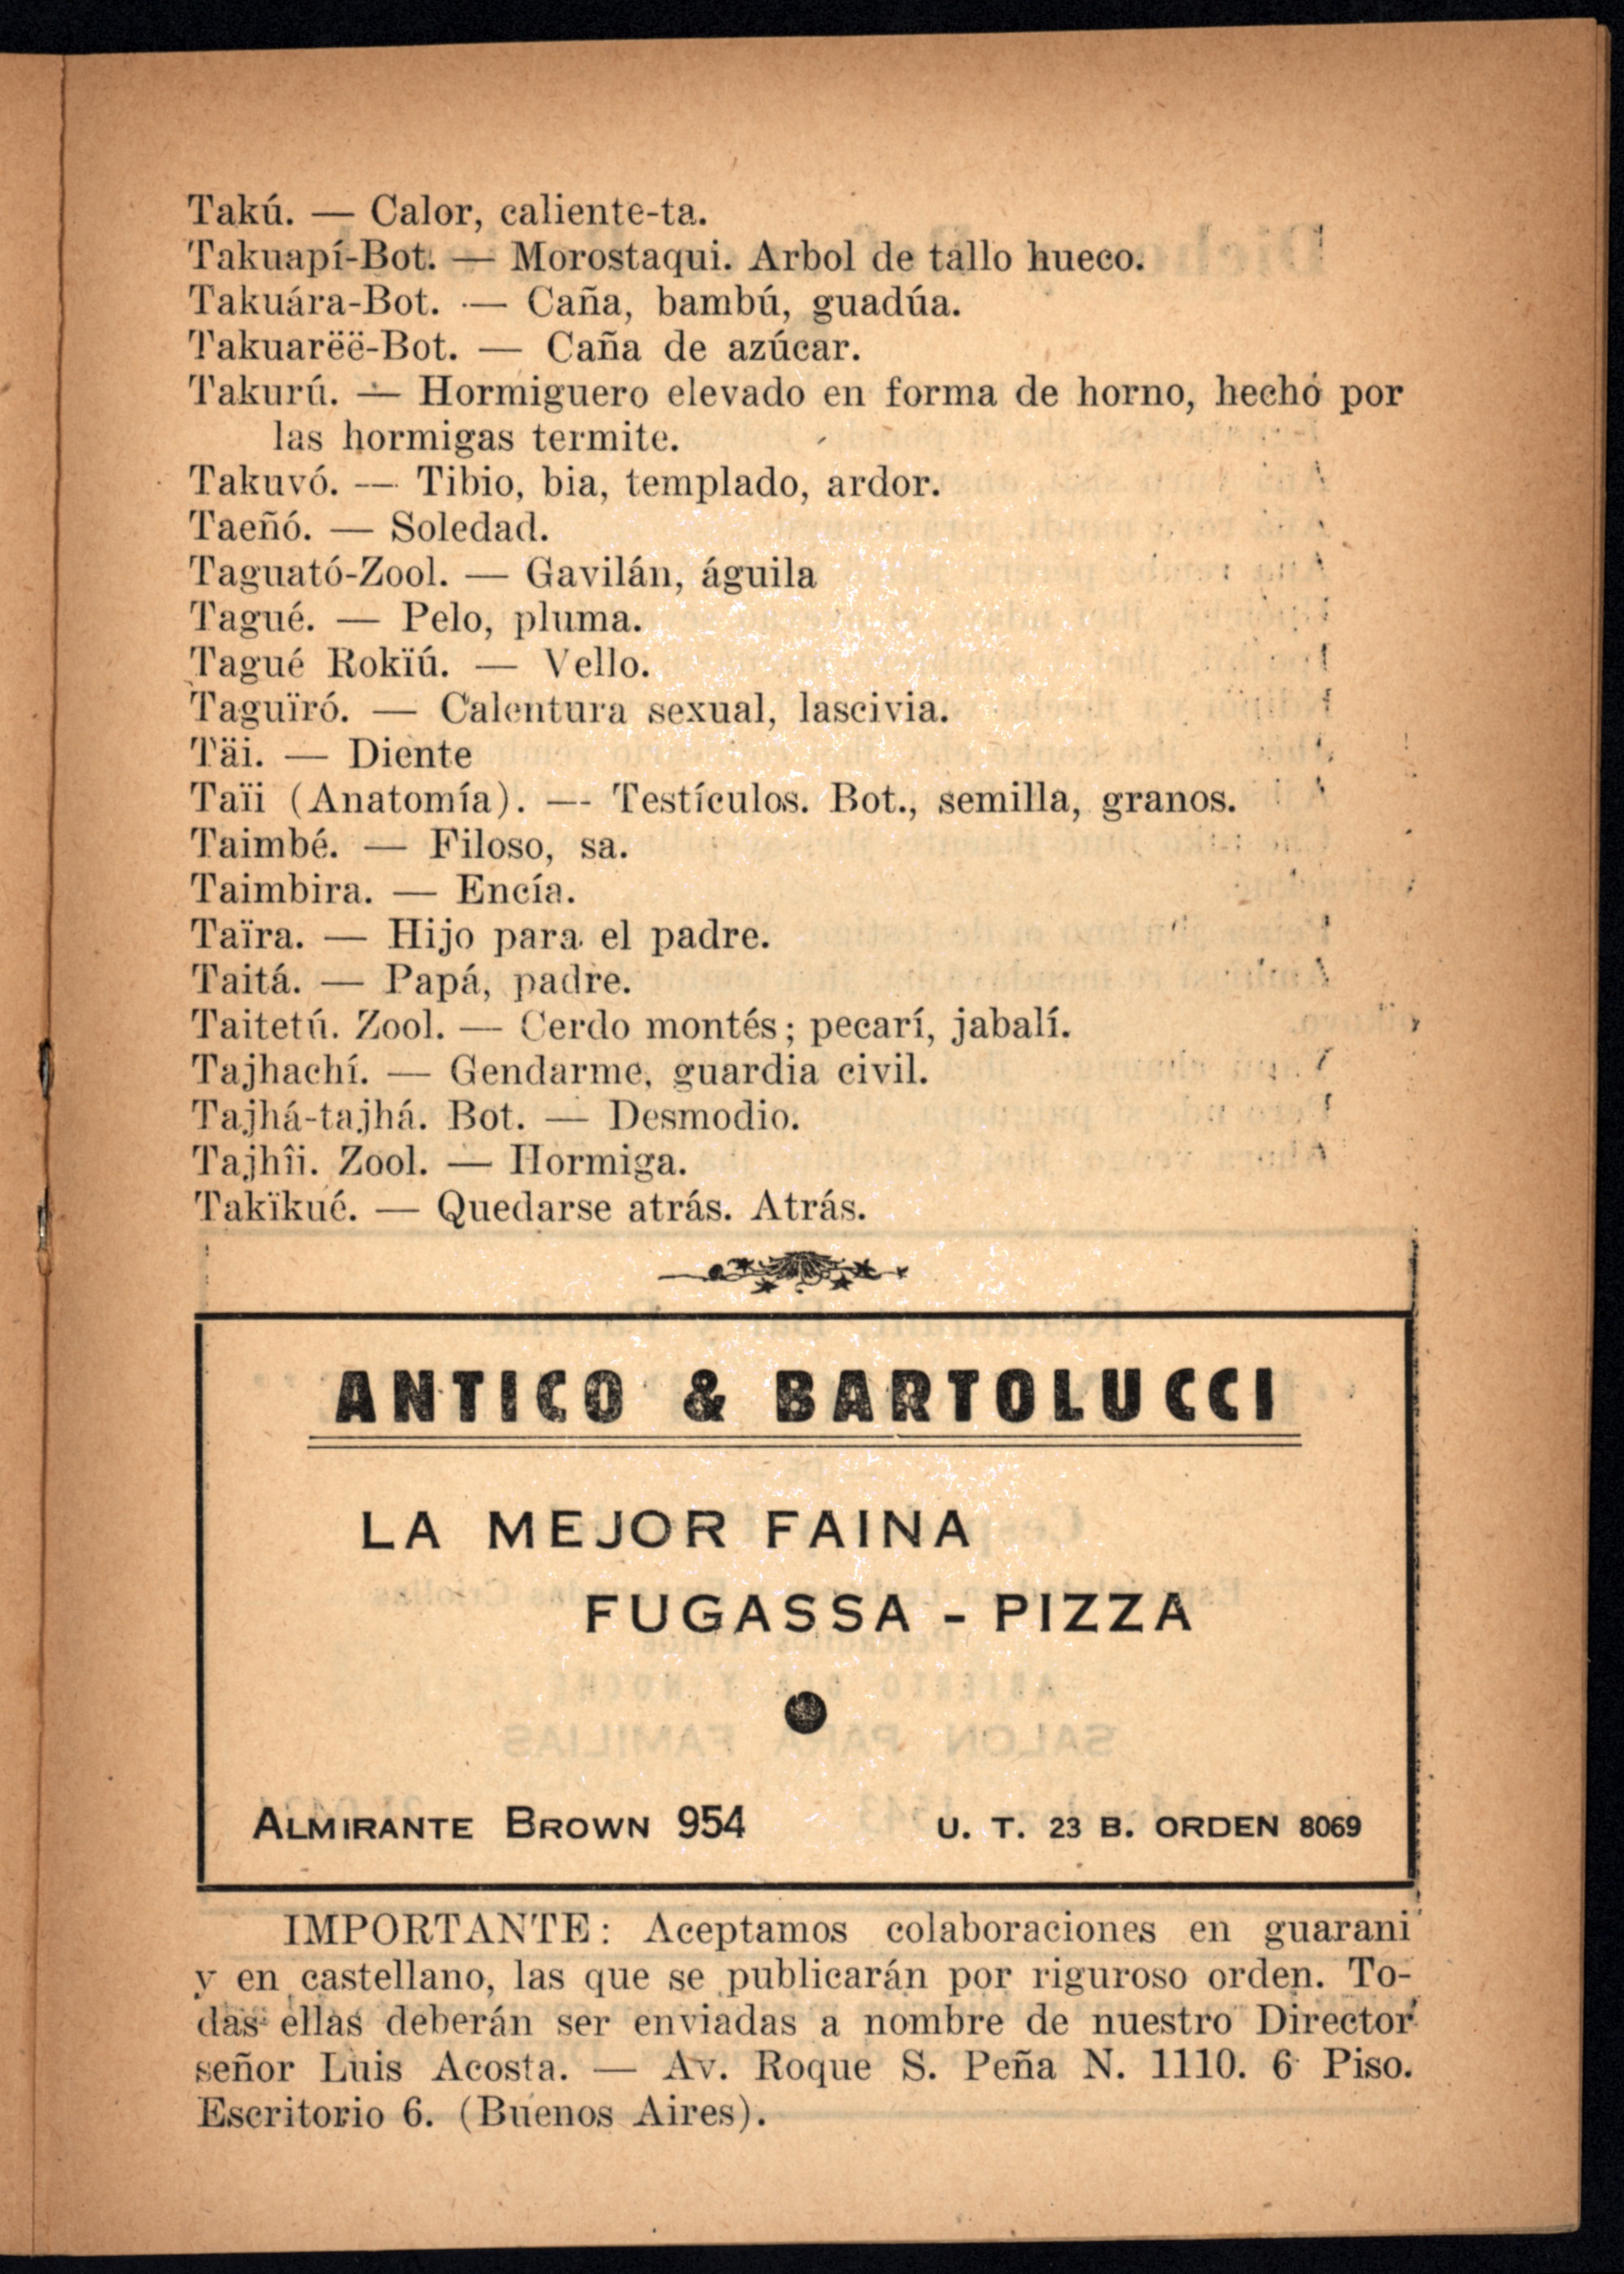 Takú. — Calor, caliente-ta.
Takuapí-Bot. — Morostaqui. Arbol de tallo hueco.
Takuára-Bot. — Caña, bambú, guadúa.
Takuarëë-Bot. — Caña de azúcar.
Takurú. — Hormiguero elevado en forma de horno, hecho por
las hormigas termite.
Takuvó. — Tibio, bia, templado, ardor.
Taeñó. — Soledad.
Taguató-Zool. — Gavilán, águila
Tagué. — Pelo, pluma.
Tagué Rokïú. — Vello.
Taguïró. — Calentura sexual, lascivia.
Täi. — Diente
Taïi (Anatomía). — Testículos. Bot., semilla, granos.
Taimbé. — Filoso, sa.
Taimbira. — Encía.
Taïra. — Hijo para el padre.
Taitá. — Papá, padre.
Taitetú. Zool. — Cerdo montés; pecarí, jabalí.
Tajhachí. — Gendarme, guardia civil.
Tajhá-tajhá. Bot. — Desmodio.
Tajhîi. Zool. — Hormiga.
Takïkué. — Quedarse atrás. Atrás.
ANTICO & BARTOLUCCI
LA MEJOR FAINA
FUGASSA - PIZZA
ALMIRANTE BROWN 954 U. T. 23 B. ORDEN 8069
IMPORTANTE: Aceptamos colaboraciones en guarani
y en castellano, las que se publicarán por riguroso orden. To-
das ellas deberán ser enviadas a nombre de nuestro Director
señor Luis Acosta. — Av. Roque S. Peña N. 1110. 6 Piso.
Escritorio 6. (Buenos Aires).